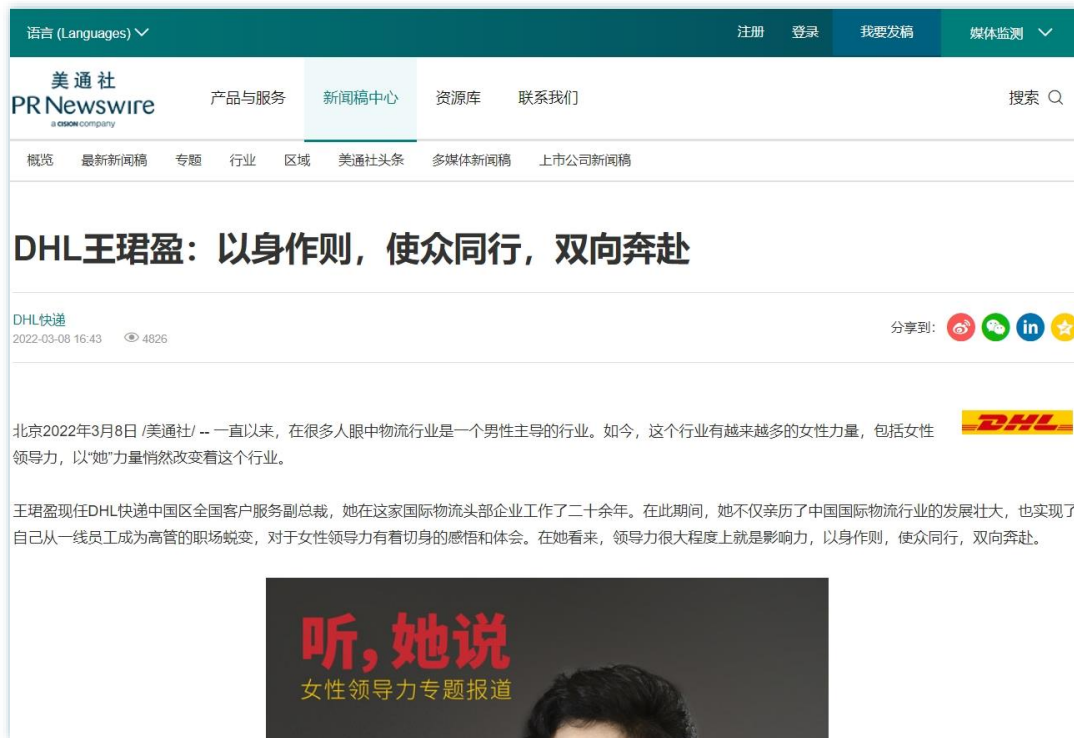 语言 (Languages)
注册
登录
我要发稿
媒体监测
美通社
PR Newswire
a CISION company
产品与服务
新闻稿中心
资源库
联系我们
搜索
概览
最新新闻稿
专题
行业
区域
美通社头条
多媒体新闻稿
上市公司新闻稿
DHL王珺盈：以身作则，使众同行，双向奔赴
DHL快递
2022-03-08 16:43
4826
分享到：
in
DHL
北京2022年3月8日 /美通社/ -- 一直以来，在很多人眼中物流行业是一个男性主导的行业。如今，这个行业有越来越多的女性力量，包括女性
领导力，以“她”力量悄然改变着这个行业。
王珺盈现任DHL快递中国区全国客户服务副总裁，她在这家国际物流头部企业工作了二十余年。在此期间，她不仅亲历了中国国际物流行业的发展壮大，也实现了
自己从一线员工成为高管的职场蜕变，对于女性领导力有着切身的感悟和体会。在她看来，领导力很大程度上就是影响力，以身作则，使众同行，双向奔赴。
听，她说
女性领导力专题报道